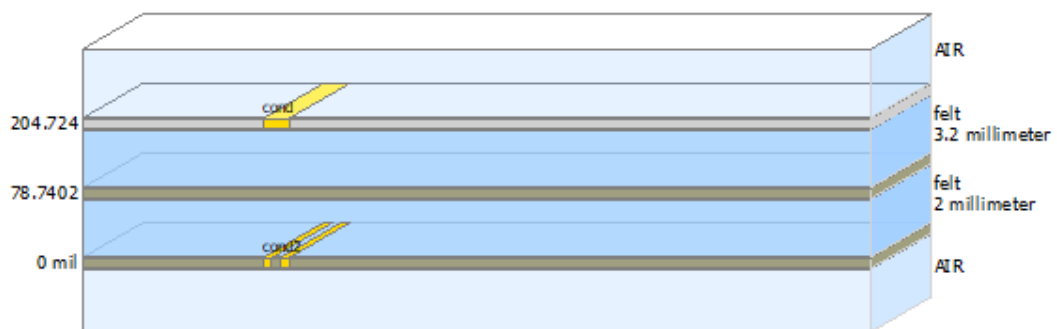 AIR
cond
204.724
felt
3.2 millimeter
78.7402
felt
2 millimeter
cond2
0 mil
AIR